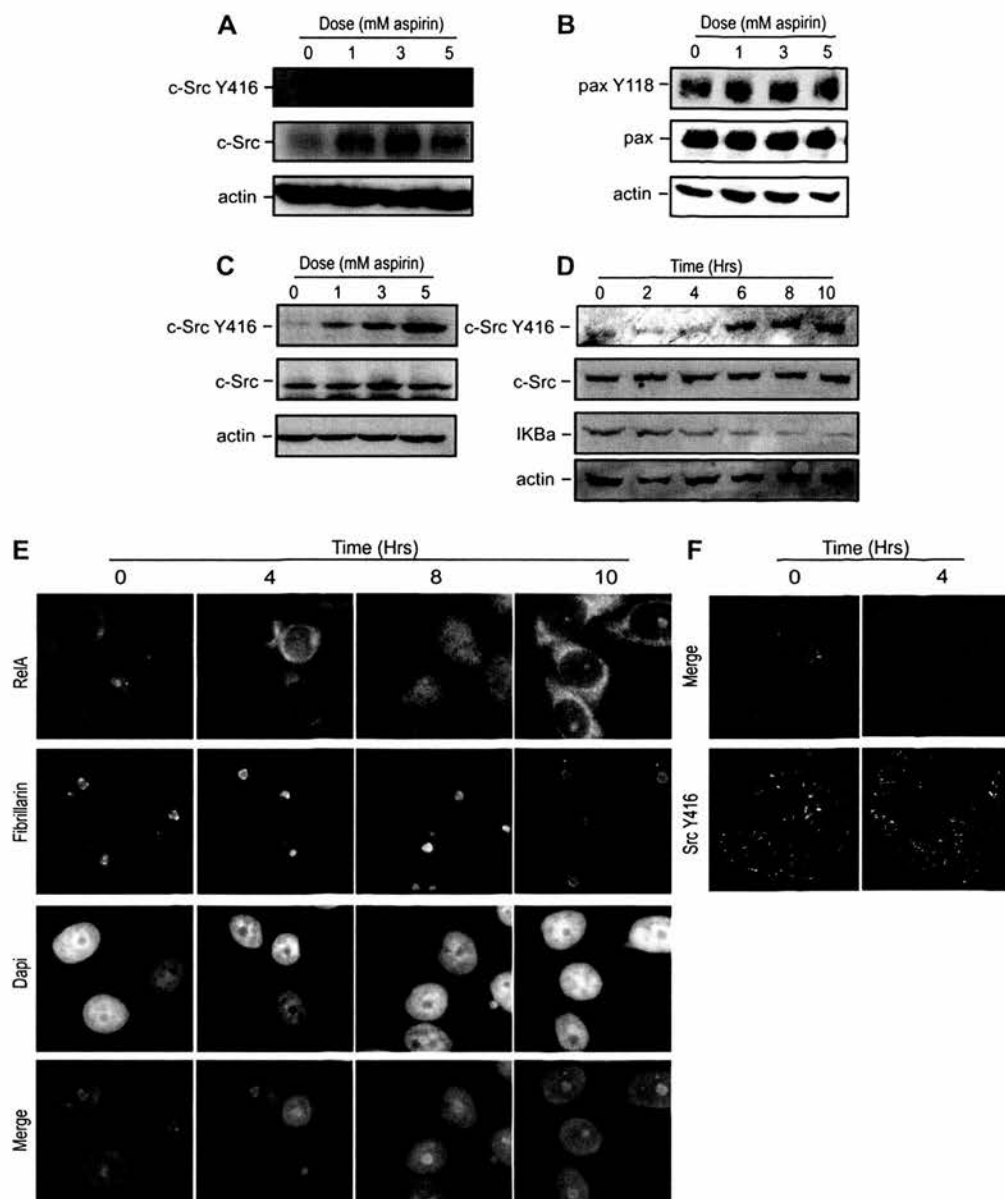 A
Dose (mM aspirin)
0 1 3 5
c-Src Y416
c-Src
actin
B
Dose (mM aspirin)
0 1 3 5
pax Y118
pax
actin
C
Dose (mM aspirin)
0 1 3 5
c-Src Y416
c-Src
actin
D
Time (Hrs)
0 2 4 6 8 10
c-Src Y416
c-Src
IKBa
actin
E
Time (Hrs)
0 4 8 10
RelA
Fibrillarin
Dapi
Merge
F
Time (Hrs)
0 4
Merge
Src Y416